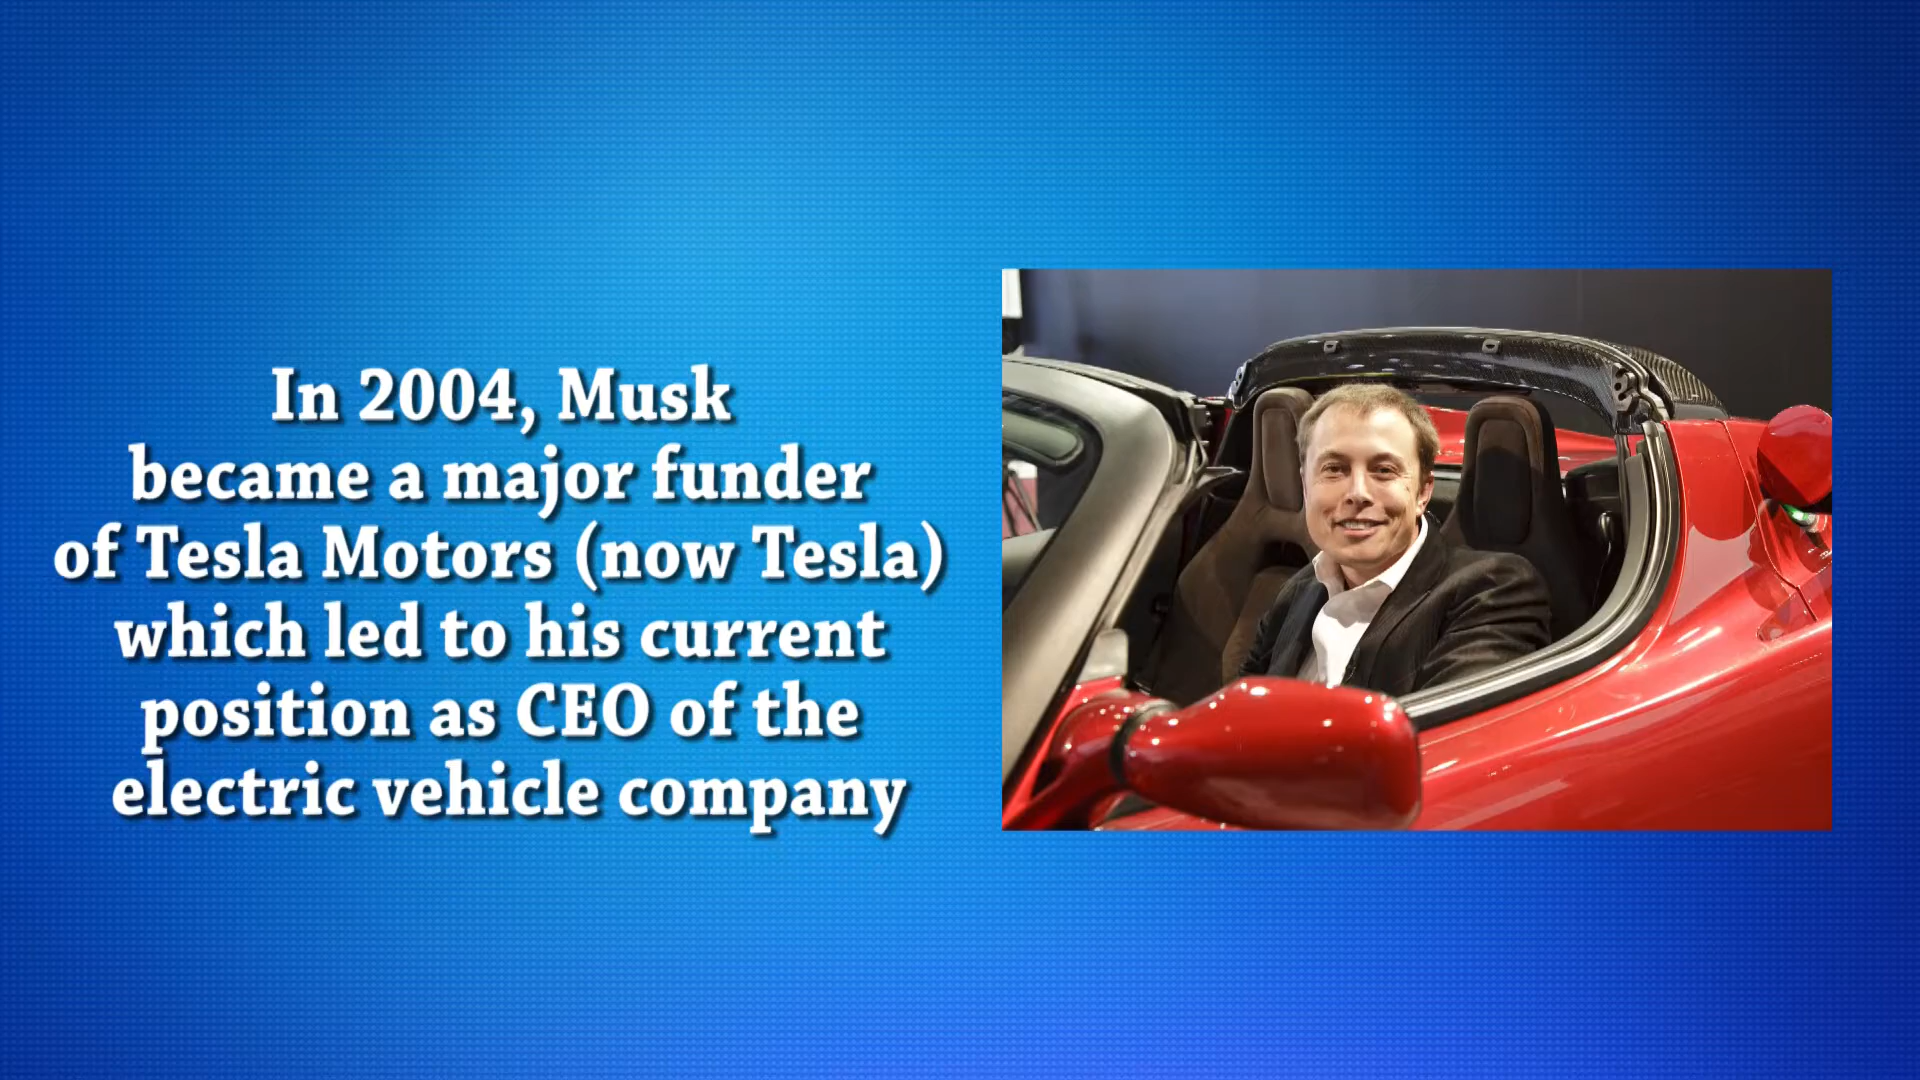 In 2004, Musk
became a major funder
of Tesla Motors (now Tesla)
which led to his current
position as CEO of the
electric vehicle company